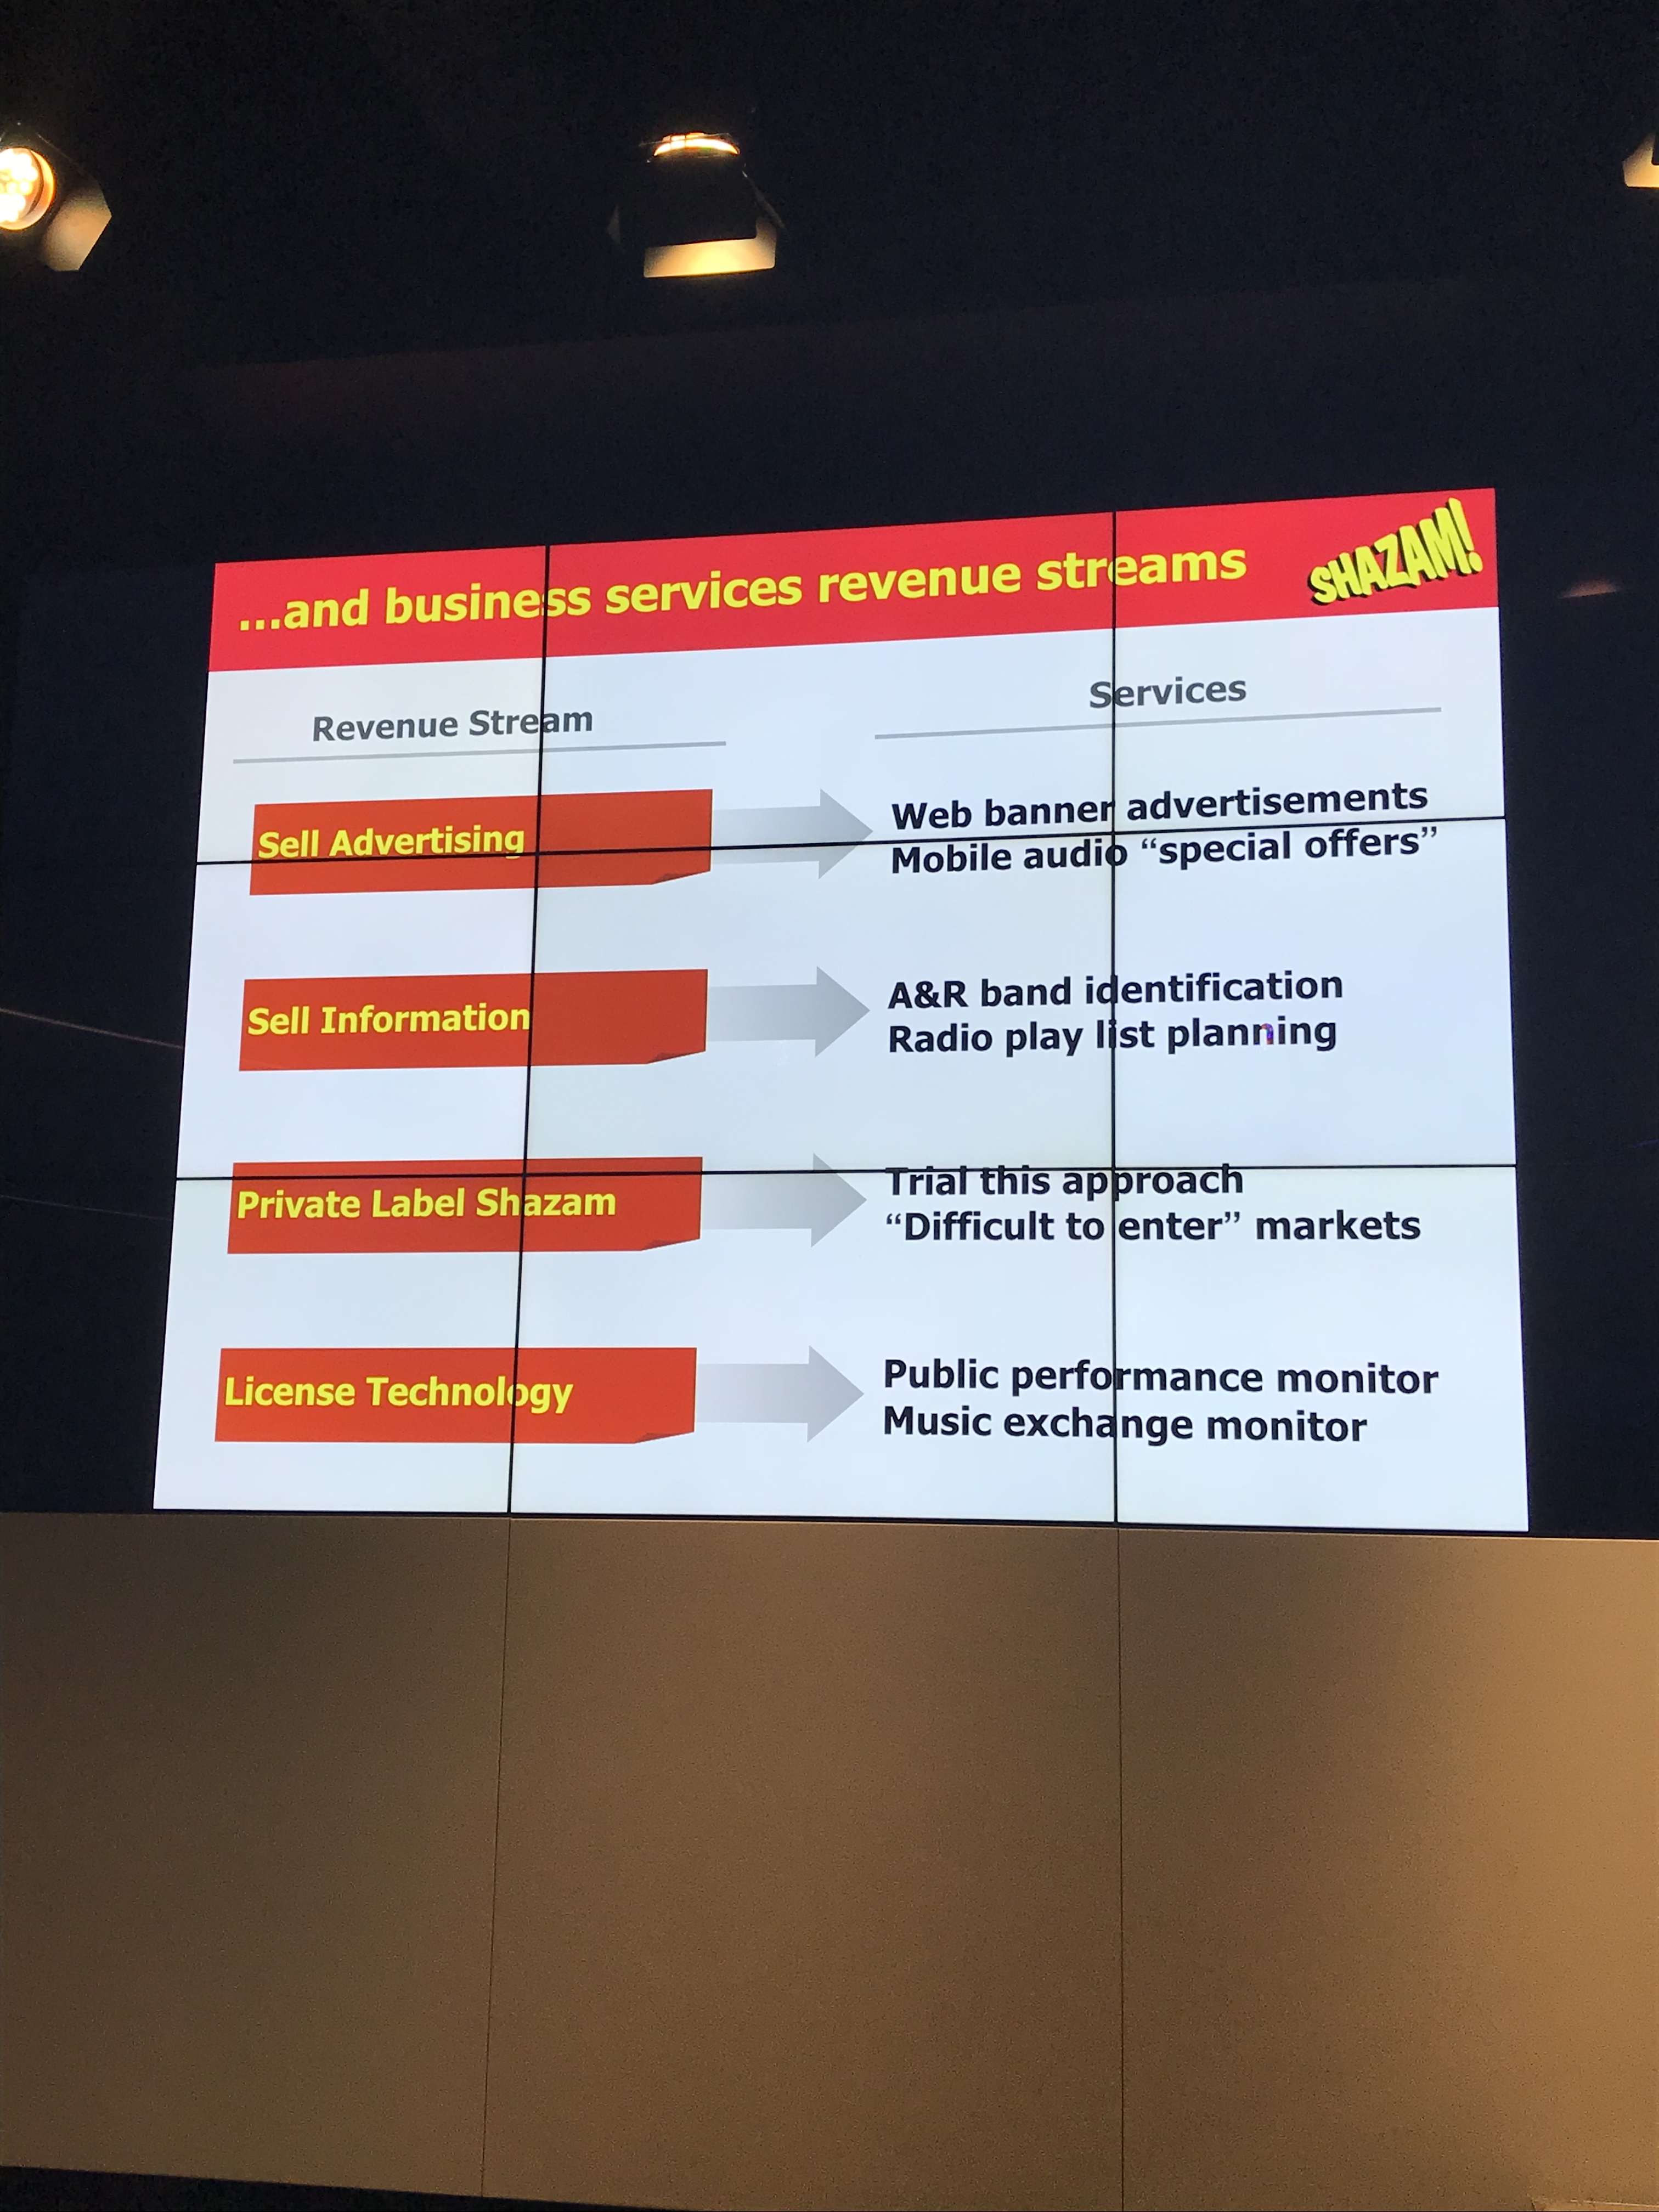 ...and business services revenue streams
SHAZAM!
Revenue Stream
Services
Sell Advertising
Web banner advertisements
Mobile audio “special offers”
Sell Information
A&R band identification
Radio play list planning
Private Label Shazam
Trial this approach
“Difficult to enter” markets
License Technology
Public performance monitor
Music exchange monitor